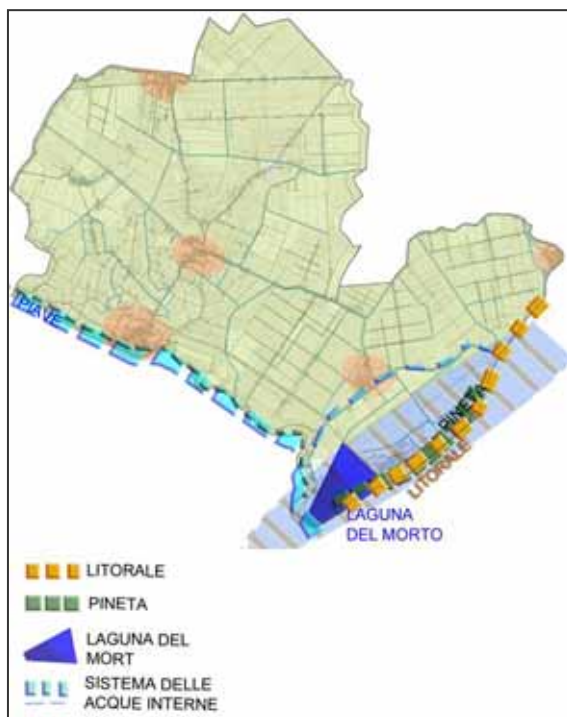 PIAVE
PINETA
LITORALE
LAGUNA
DEL MORTO
LITORALE
PINETA
LAGUNA DEL
MORT
SISTEMA DELLE
ACQUE INTERNE